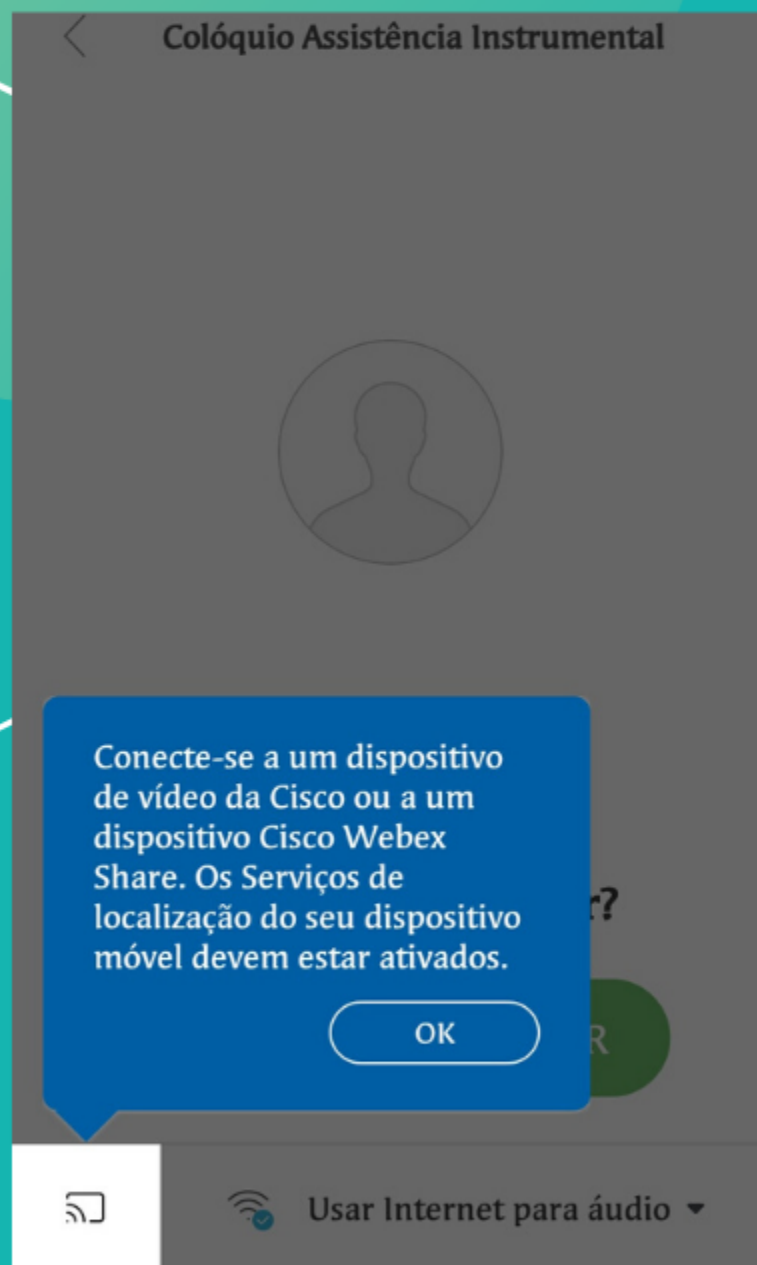 Colóquio Assistência Instrumental
Conecte-se a um dispositivo
de vídeo da Cisco ou a um
dispositivo Cisco Webex
Share. Os Serviços de
localização do seu dispositivo
móvel devem estar ativados.
r?
OK
R
Usar Internet para áudio